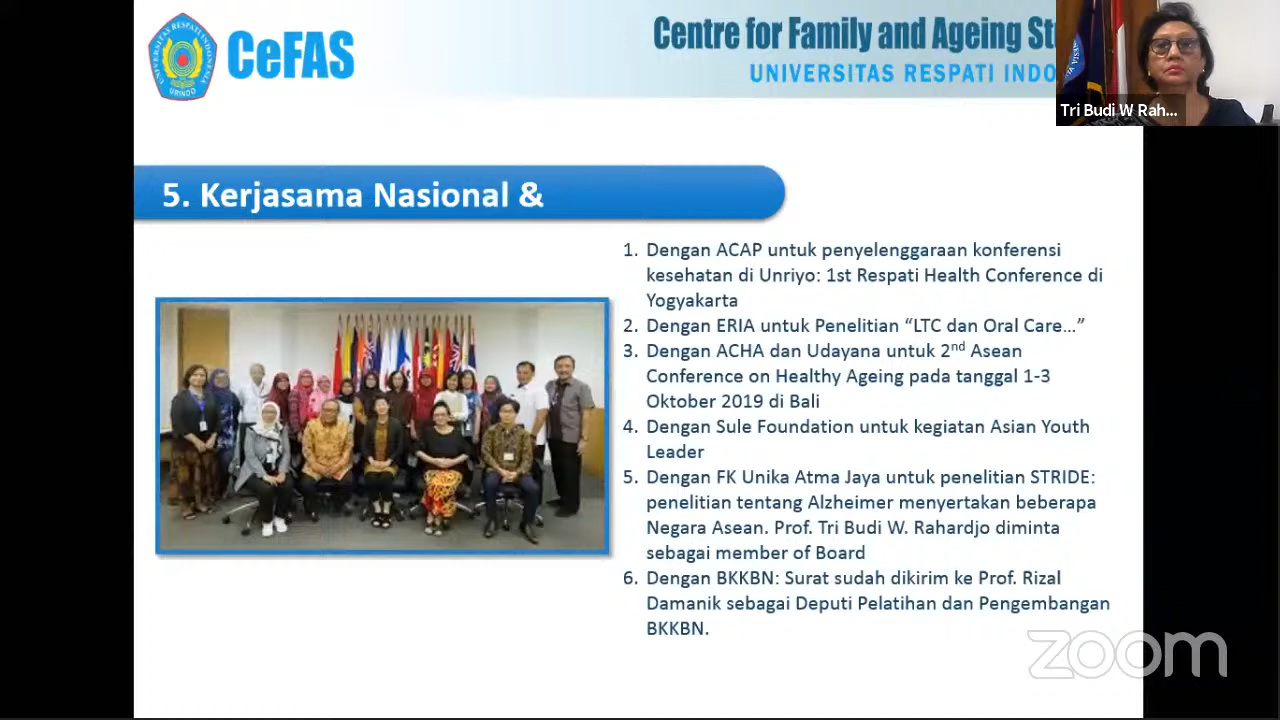 UNIVERSITAS RESPATI INDONESIA
URINDO
CeFAS
Centre for Family and Ageing St
UNIVERSITAS RESPATI INDO
Tri Budi W Rah...
5. Kerjasama Nasional &
1. Dengan ACAP untuk penyelenggaraan konferensi
kesehatan di Unriyo: 1st Respati Health Conference di
Yogyakarta
2. Dengan ERIA untuk Penelitian “LTC dan Oral Care...”
3. Dengan ACHA dan Udayana untuk 2nd Asean
Conference on Healthy Ageing pada tanggal 1-3
Oktober 2019 di Bali
4. Dengan Sule Foundation untuk kegiatan Asian Youth
Leader
5. Dengan FK Unika Atma Jaya untuk penelitian STRIDE:
penelitian tentang Alzheimer menyertakan beberapa
Negara Asean. Prof. Tri Budi W. Rahardjo diminta
sebagai member of Board
6. Dengan BKKBN: Surat sudah dikirim ke Prof. Rizal
Damanik sebagai Deputi Pelatihan dan Pengembangan
BKKBN.
zoom